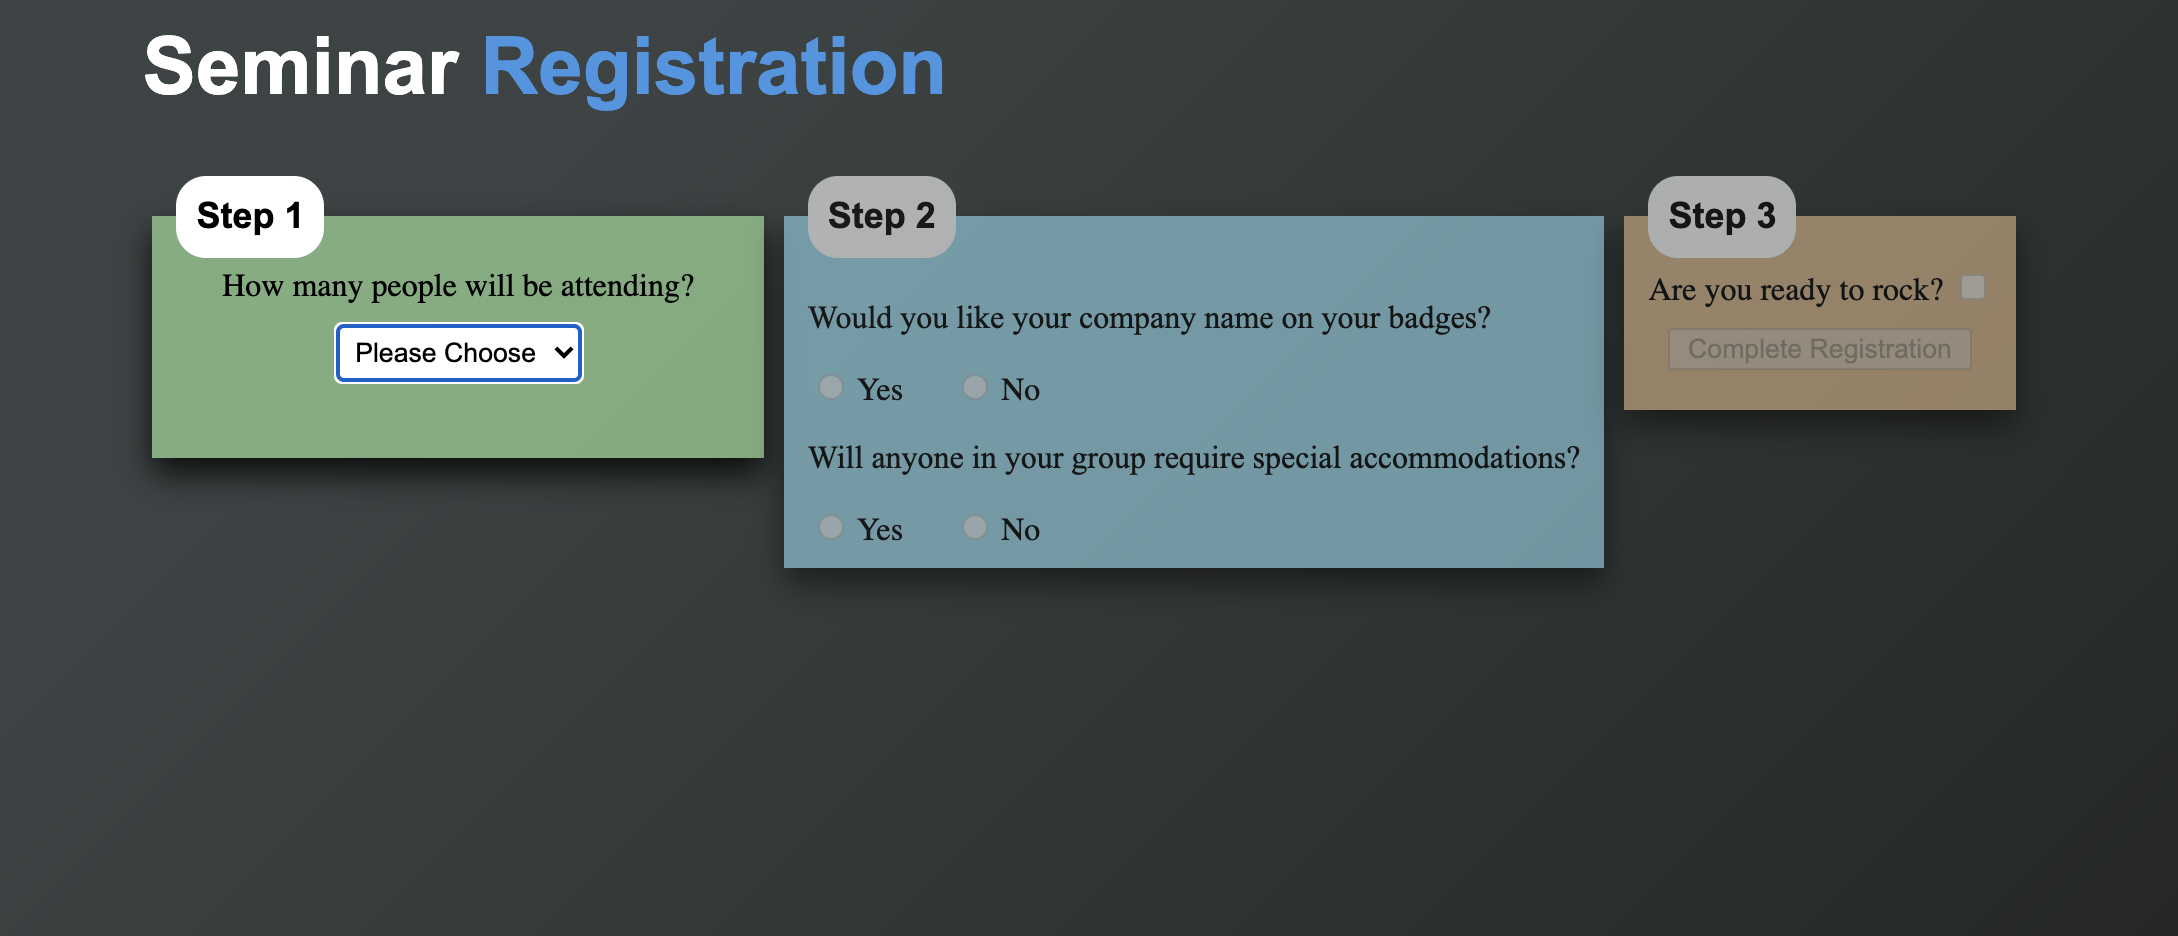 Seminar Registration
Step 1
How many people will be attending?
Please Choose
Step 2
Would you like your company name on your badges?
Yes No
Will anyone in your group require special accommodations?
Yes No
Step 3
Are you ready to rock?
Complete Registration